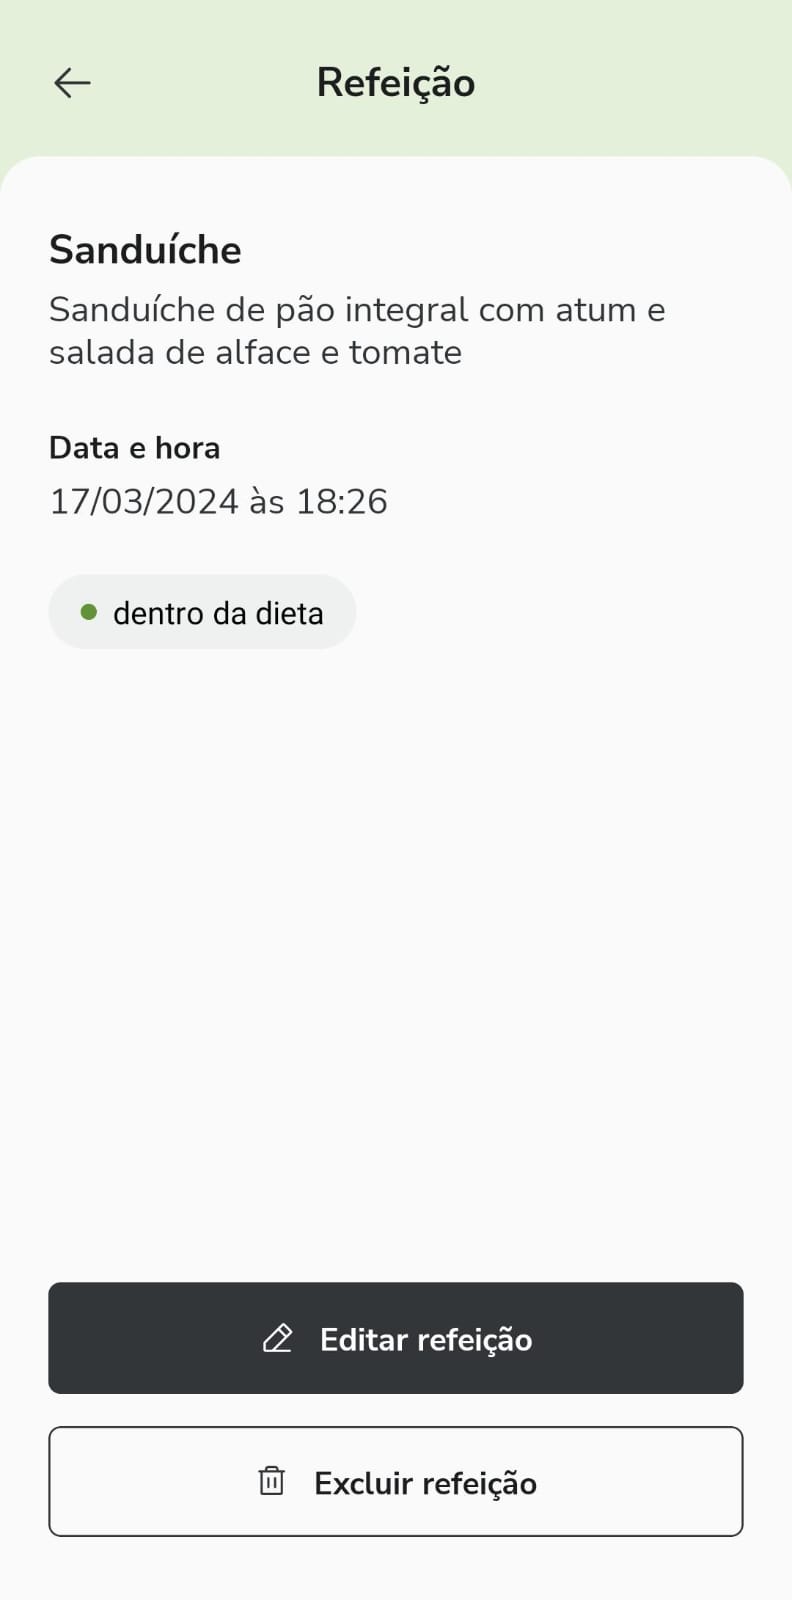 Refeição
Sanduíche
Sanduíche de pão integral com atum e
salada de alface e tomate
Data e hora
17/03/2024 às 18:26
dentro da dieta
Editar refeição
Excluir refeição